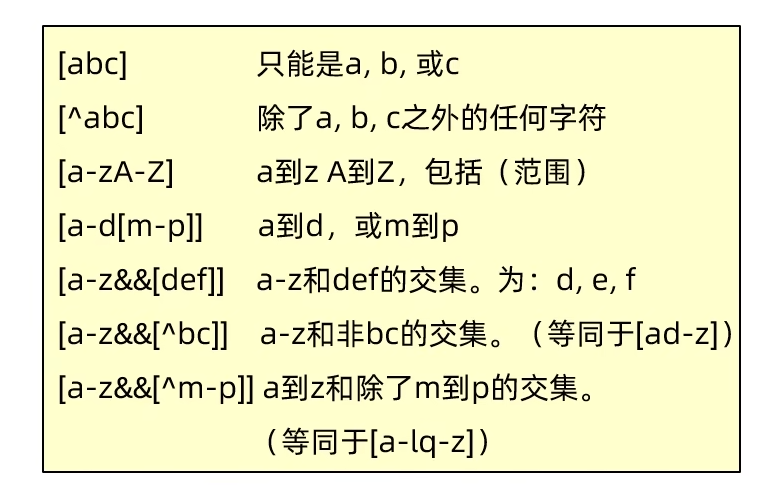 [abc] 只能是a, b, 或c
[^abc] 除了a, b, c之外的任何字符
[a-zA-Z] a到z A到Z，包括（范围）
[a-d[m-p]] a到d，或m到p
[a-z&&[def]] a-z和def的交集。为：d, e, f
[a-z&&[^bc]] a-z和非bc的交集。（等同于[ad-z]）
[a-z&&[^m-p]] a到z和除了m到p的交集。
（等同于[a-lq-z]）